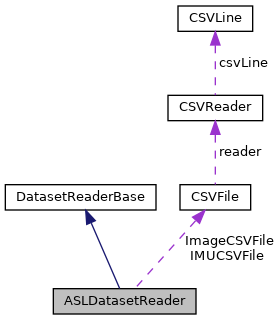 CSVLine
csvLine
CSVReader
reader
DatasetReaderBase
CSVFile
ImageCSVFile
IMUCSVFile
ASLDatasetReader